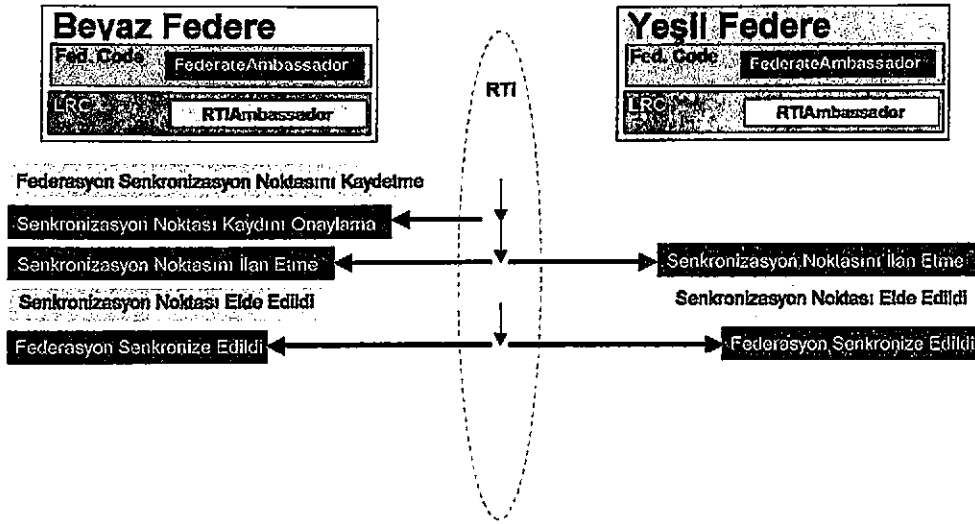 Beyaz Federe
Fed. Code
FederateAmbassador
LRC
RTIAmbassador
RTI
Yeşil Federe
Fed. Code
FederateAmbassador
LRC
RTIAmbassador
Federasyon Senkronizasyon Noktasını Kaydetme
Senkronizasyon Noktası Kaydını Onaylama
Senkronizasyon Noktasını İlan Etme
Senkronizasyon Noktasını İlan Etme
Senkronizasyon Noktası Elde Edildi
Senkronizasyon Noktası Elde Edildi
Federasyon Senkronize Edildi
Federasyon Senkronize Edildi